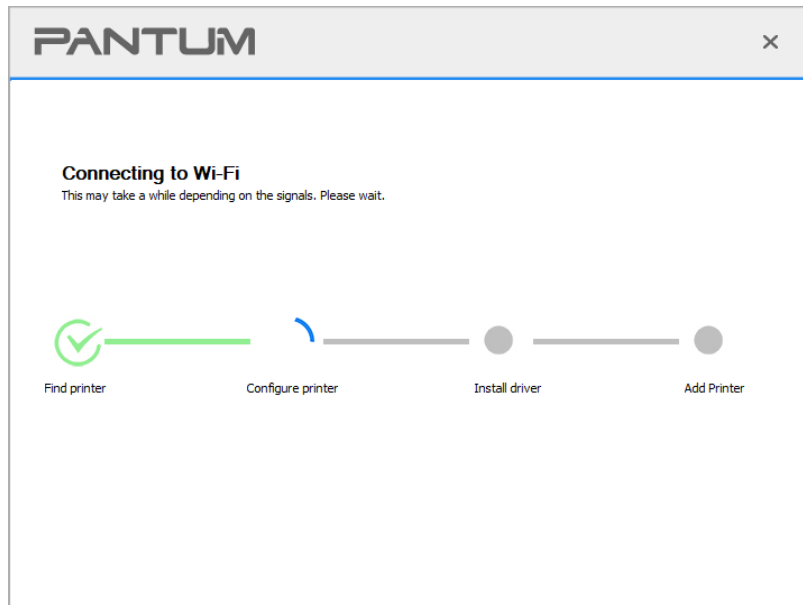 PANTUM
Connecting to Wi-Fi
This may take a while depending on the signals. Please wait.
Find printer
Configure printer
Install driver
Add Printer